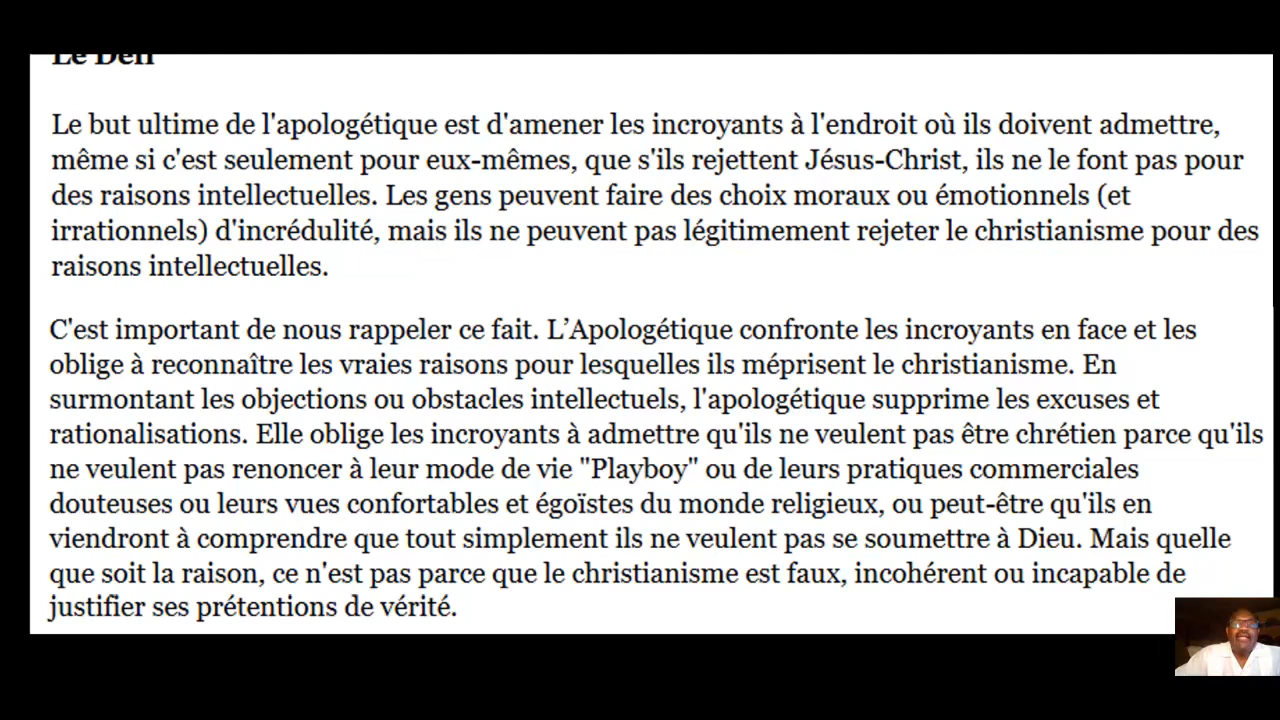 Le Défi
Le but ultime de l'apologétique est d'amener les incroyants à l'endroit où ils doivent admettre,
même si c'est seulement pour eux-mêmes, que s'ils rejettent Jésus-Christ, ils ne le font pas pour
des raisons intellectuelles. Les gens peuvent faire des choix moraux ou émotionnels (et
irrationnels) d'incrédulité, mais ils ne peuvent pas légitimement rejeter le christianisme pour des
raisons intellectuelles.
C'est important de nous rappeler ce fait. L’Apologétique confronte les incroyants en face et les
oblige à reconnaître les vraies raisons pour lesquelles ils méprisent le christianisme. En
surmontant les objections ou obstacles intellectuels, l'apologétique supprime les excuses et
rationalisations. Elle oblige les incroyants à admettre qu'ils ne veulent pas être chrétien parce qu'ils
ne veulent pas renoncer à leur mode de vie "Playboy" ou de leurs pratiques commerciales
douteuses ou leurs vues confortables et égoïstes du monde religieux, ou peut-être qu'ils en
viendront à comprendre que tout simplement ils ne veulent pas se soumettre à Dieu. Mais quelle
que soit la raison, ce n'est pas parce que le christianisme est faux, incohérent ou incapable de
justifier ses prétentions de vérité.